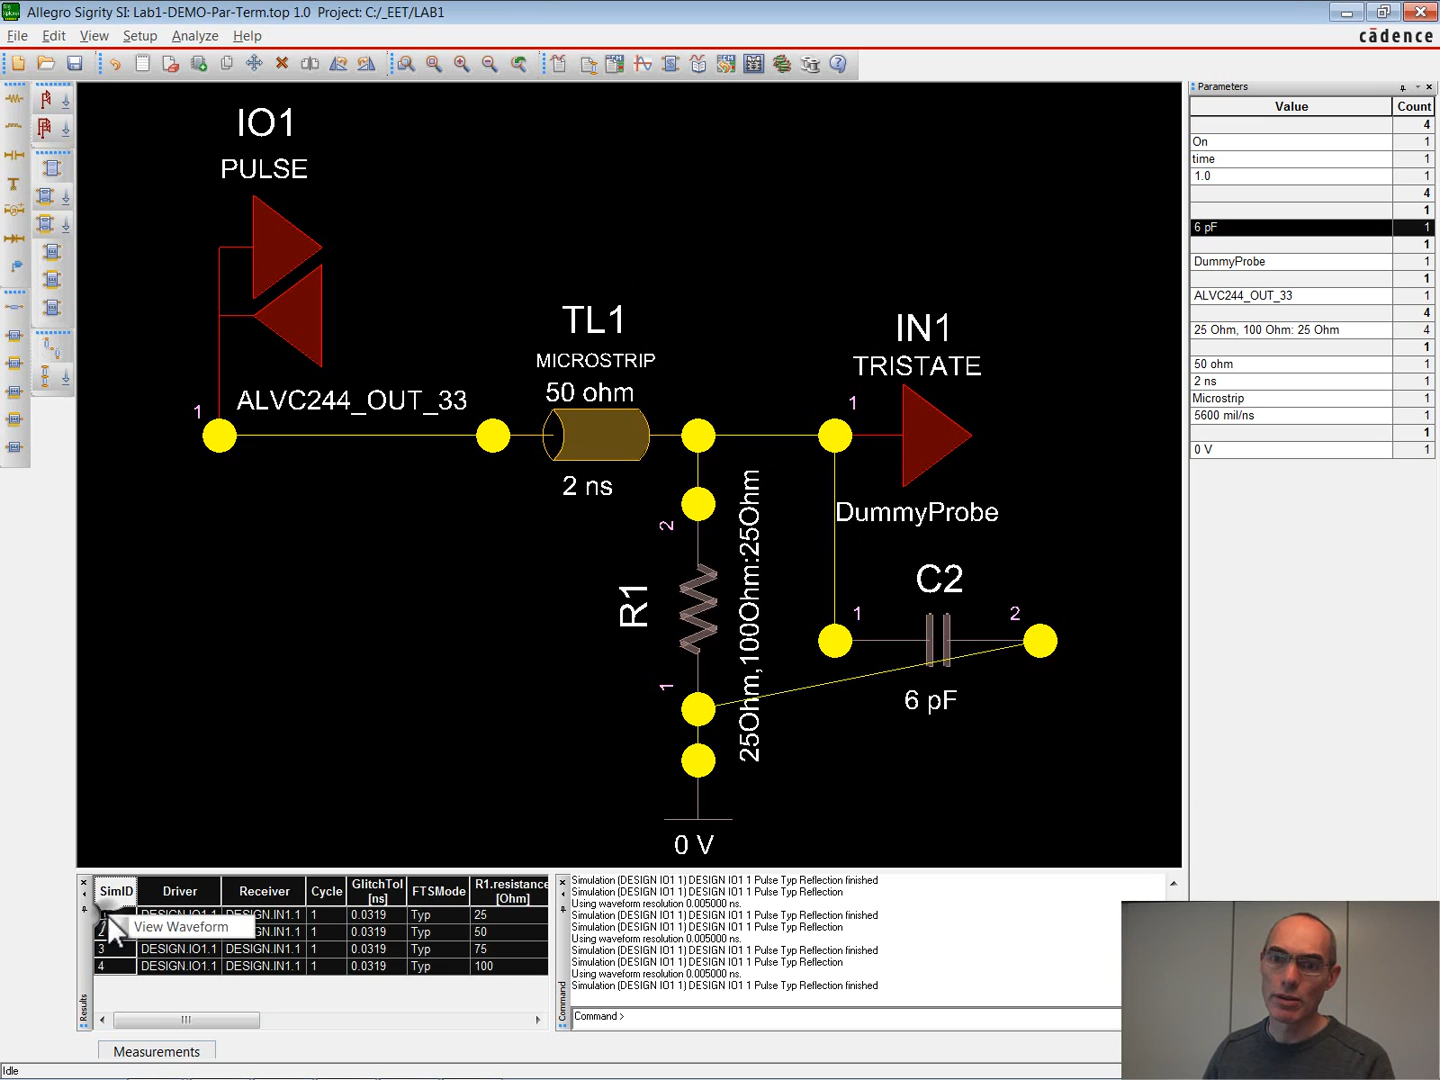 Allegro Sigrity SI: Lab1-DEMO-Par-Term.top 1.0 Project: C:/_EET/LAB1
File Edit View Setup Analyze Help
cādence
IO1
PULSE
ALVC244_OUT_33
1
TL1
MICROSTRIP
50 ohm
2 ns
IN1
TRISTATE
1
DummyProbe
2
R1
1
25Ohm,100Ohm:25Ohm
C2
1
2
6 pF
0 V
Parameters
Value Count
4
On 1
time 1
1.0 1
4
1
6 pF 1
1
DummyProbe 1
1
ALVC244_OUT_33 1
4
25 Ohm, 100 Ohm: 25 Ohm 4
1
50 ohm 1
2 ns 1
Microstrip 1
5600 mil/ns 1
1
0 V 1
SimID Driver Receiver Cycle GlitchTol [ns] FTSMode R1.resistance [Ohm]
DESIGN.IO1.1 DESIGN.IN1.1 1 0.0319 Typ 25
View Waveform
2 1 0.0319 Typ 50
3 DESIGN.IO1.1 DESIGN.IN1.1 1 0.0319 Typ 75
4 DESIGN.IO1.1 DESIGN.IN1.1 1 0.0319 Typ 100
Results
Measurements
Simulation (DESIGN IO1 1) DESIGN IO1 1 Pulse Typ Reflection finished
Simulation (DESIGN IO1 1) DESIGN IO1 1 Pulse Typ Reflection
Using waveform resolution 0.005000 ns.
Simulation (DESIGN IO1 1) DESIGN IO1 1 Pulse Typ Reflection finished
Simulation (DESIGN IO1 1) DESIGN IO1 1 Pulse Typ Reflection
Using waveform resolution 0.005000 ns.
Simulation (DESIGN IO1 1) DESIGN IO1 1 Pulse Typ Reflection finished
Simulation (DESIGN IO1 1) DESIGN IO1 1 Pulse Typ Reflection
Using waveform resolution 0.005000 ns.
Simulation (DESIGN IO1 1) DESIGN IO1 1 Pulse Typ Reflection finished
Command
Command >
Idle